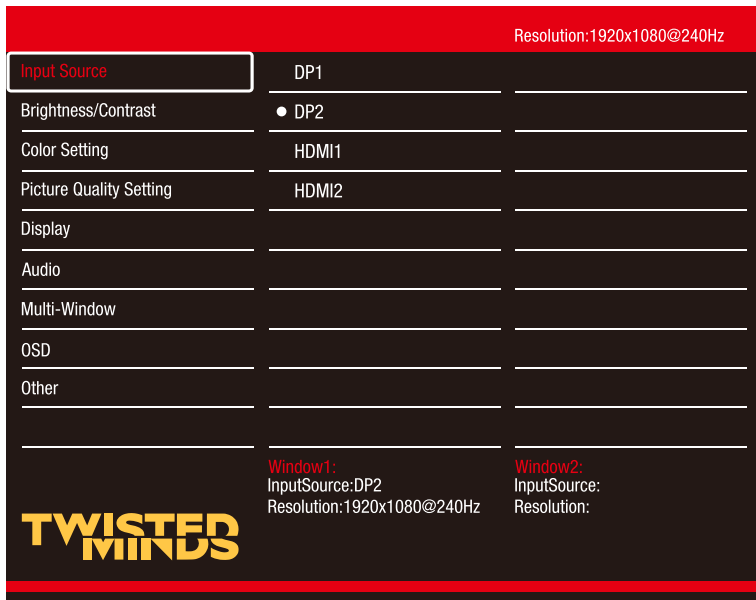 Resolution:1920x1080@240Hz
Input Source
DP1
Brightness/Contrast
DP2
Color Setting
HDMI1
Picture Quality Setting
HDMI2
Display
Audio
Multi-Window
OSD
Other
Window1:
InputSource:DP2
Resolution:1920x1080@240Hz
Window2:
InputSource:
Resolution:
TWISTED
MINDS